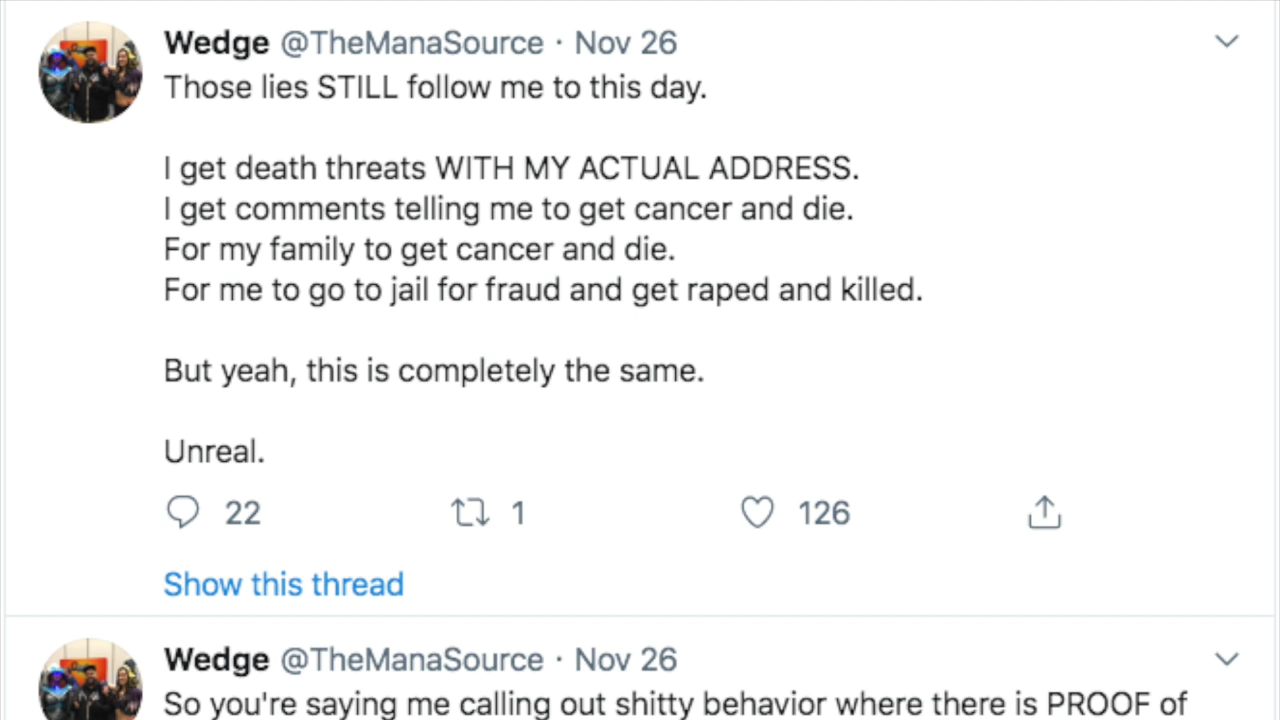 Wedge @TheManaSource · Nov 26
Those lies STILL follow me to this day.
I get death threats WITH MY ACTUAL ADDRESS.
I get comments telling me to get cancer and die.
For my family to get cancer and die.
For me to go to jail for fraud and get raped and killed.
But yeah, this is completely the same.
Unreal.
22 1 126
Show this thread
Wedge @TheManaSource · Nov 26
So you're saying me calling out shitty behavior where there is PROOF of